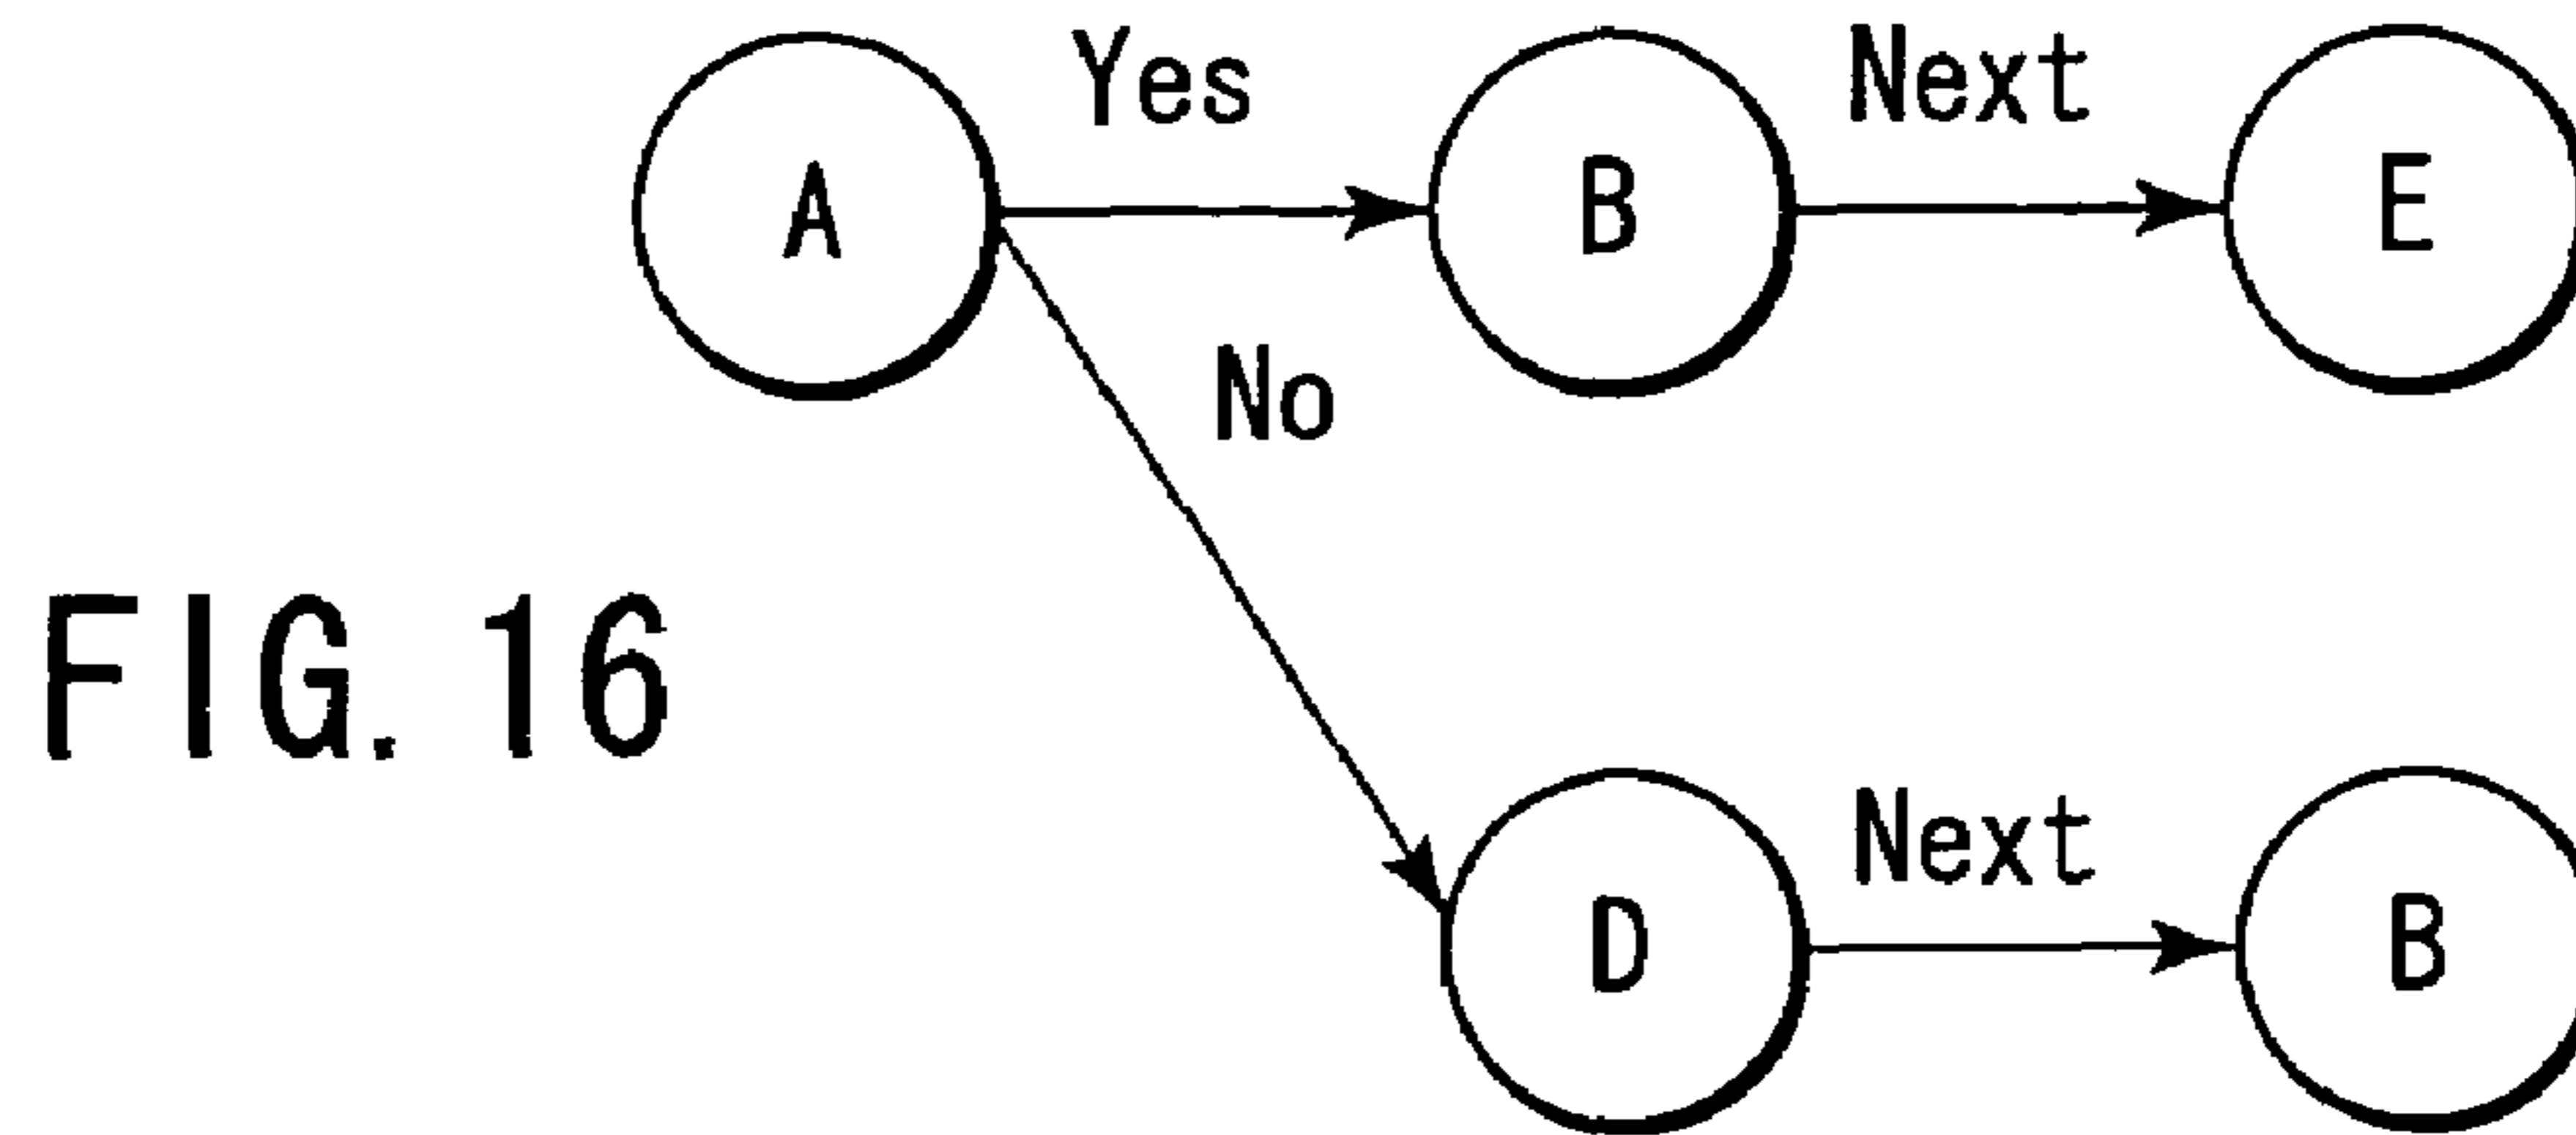 Yes Next
A B E
No
FIG. 16
Next
D B